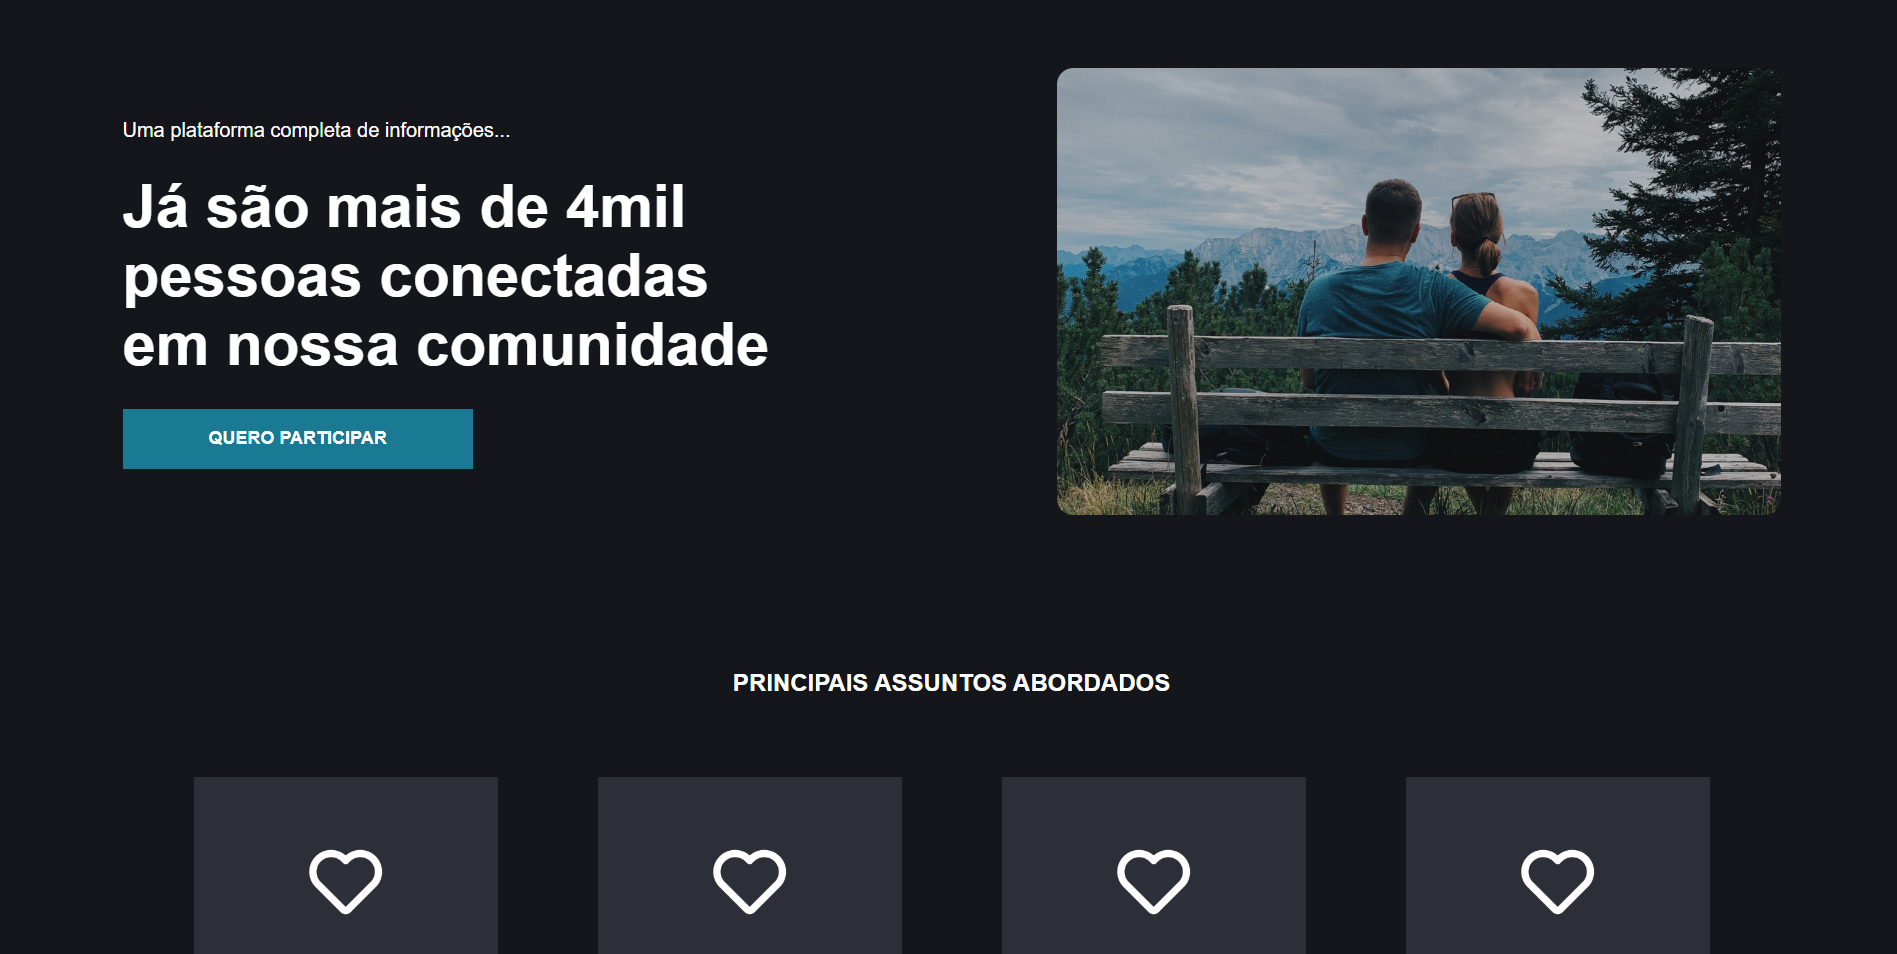 Uma plataforma completa de informações...
Já são mais de 4mil
pessoas conectadas
em nossa comunidade
QUERO PARTICIPAR
PRINCIPAIS ASSUNTOS ABORDADOS